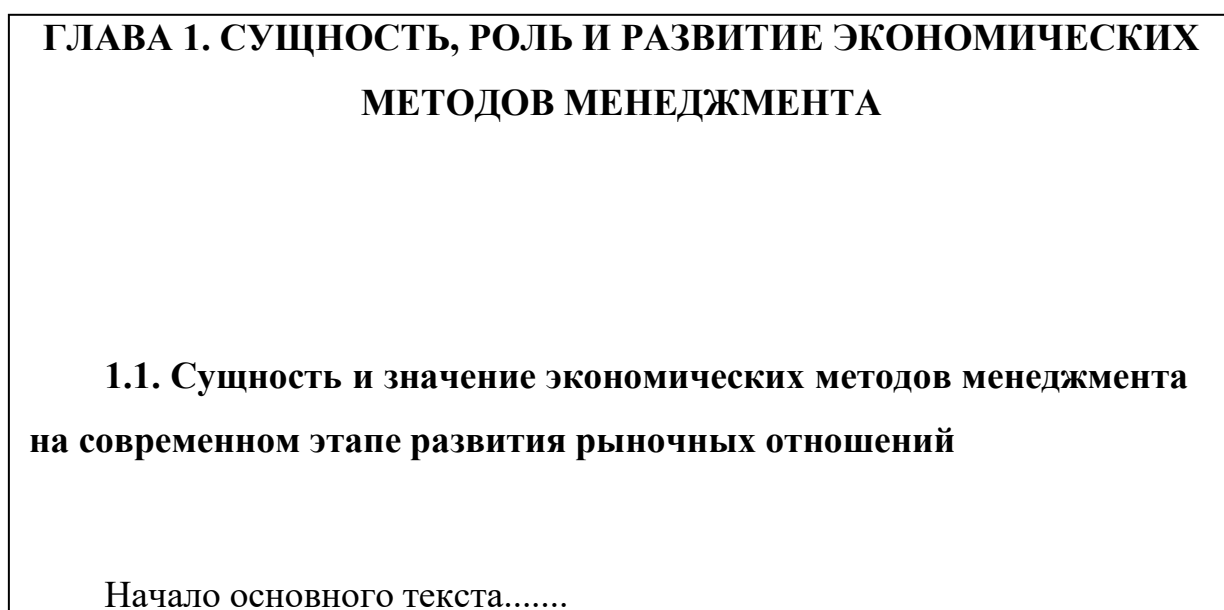 ГЛАВА 1. СУЩНОСТЬ, РОЛЬ И РАЗВИТИЕ ЭКОНОМИЧЕСКИХ
МЕТОДОВ МЕНЕДЖМЕНТА
1.1. Сущность и значение экономических методов менеджмента
на современном этапе развития рыночных отношений
Начало основного текста.......